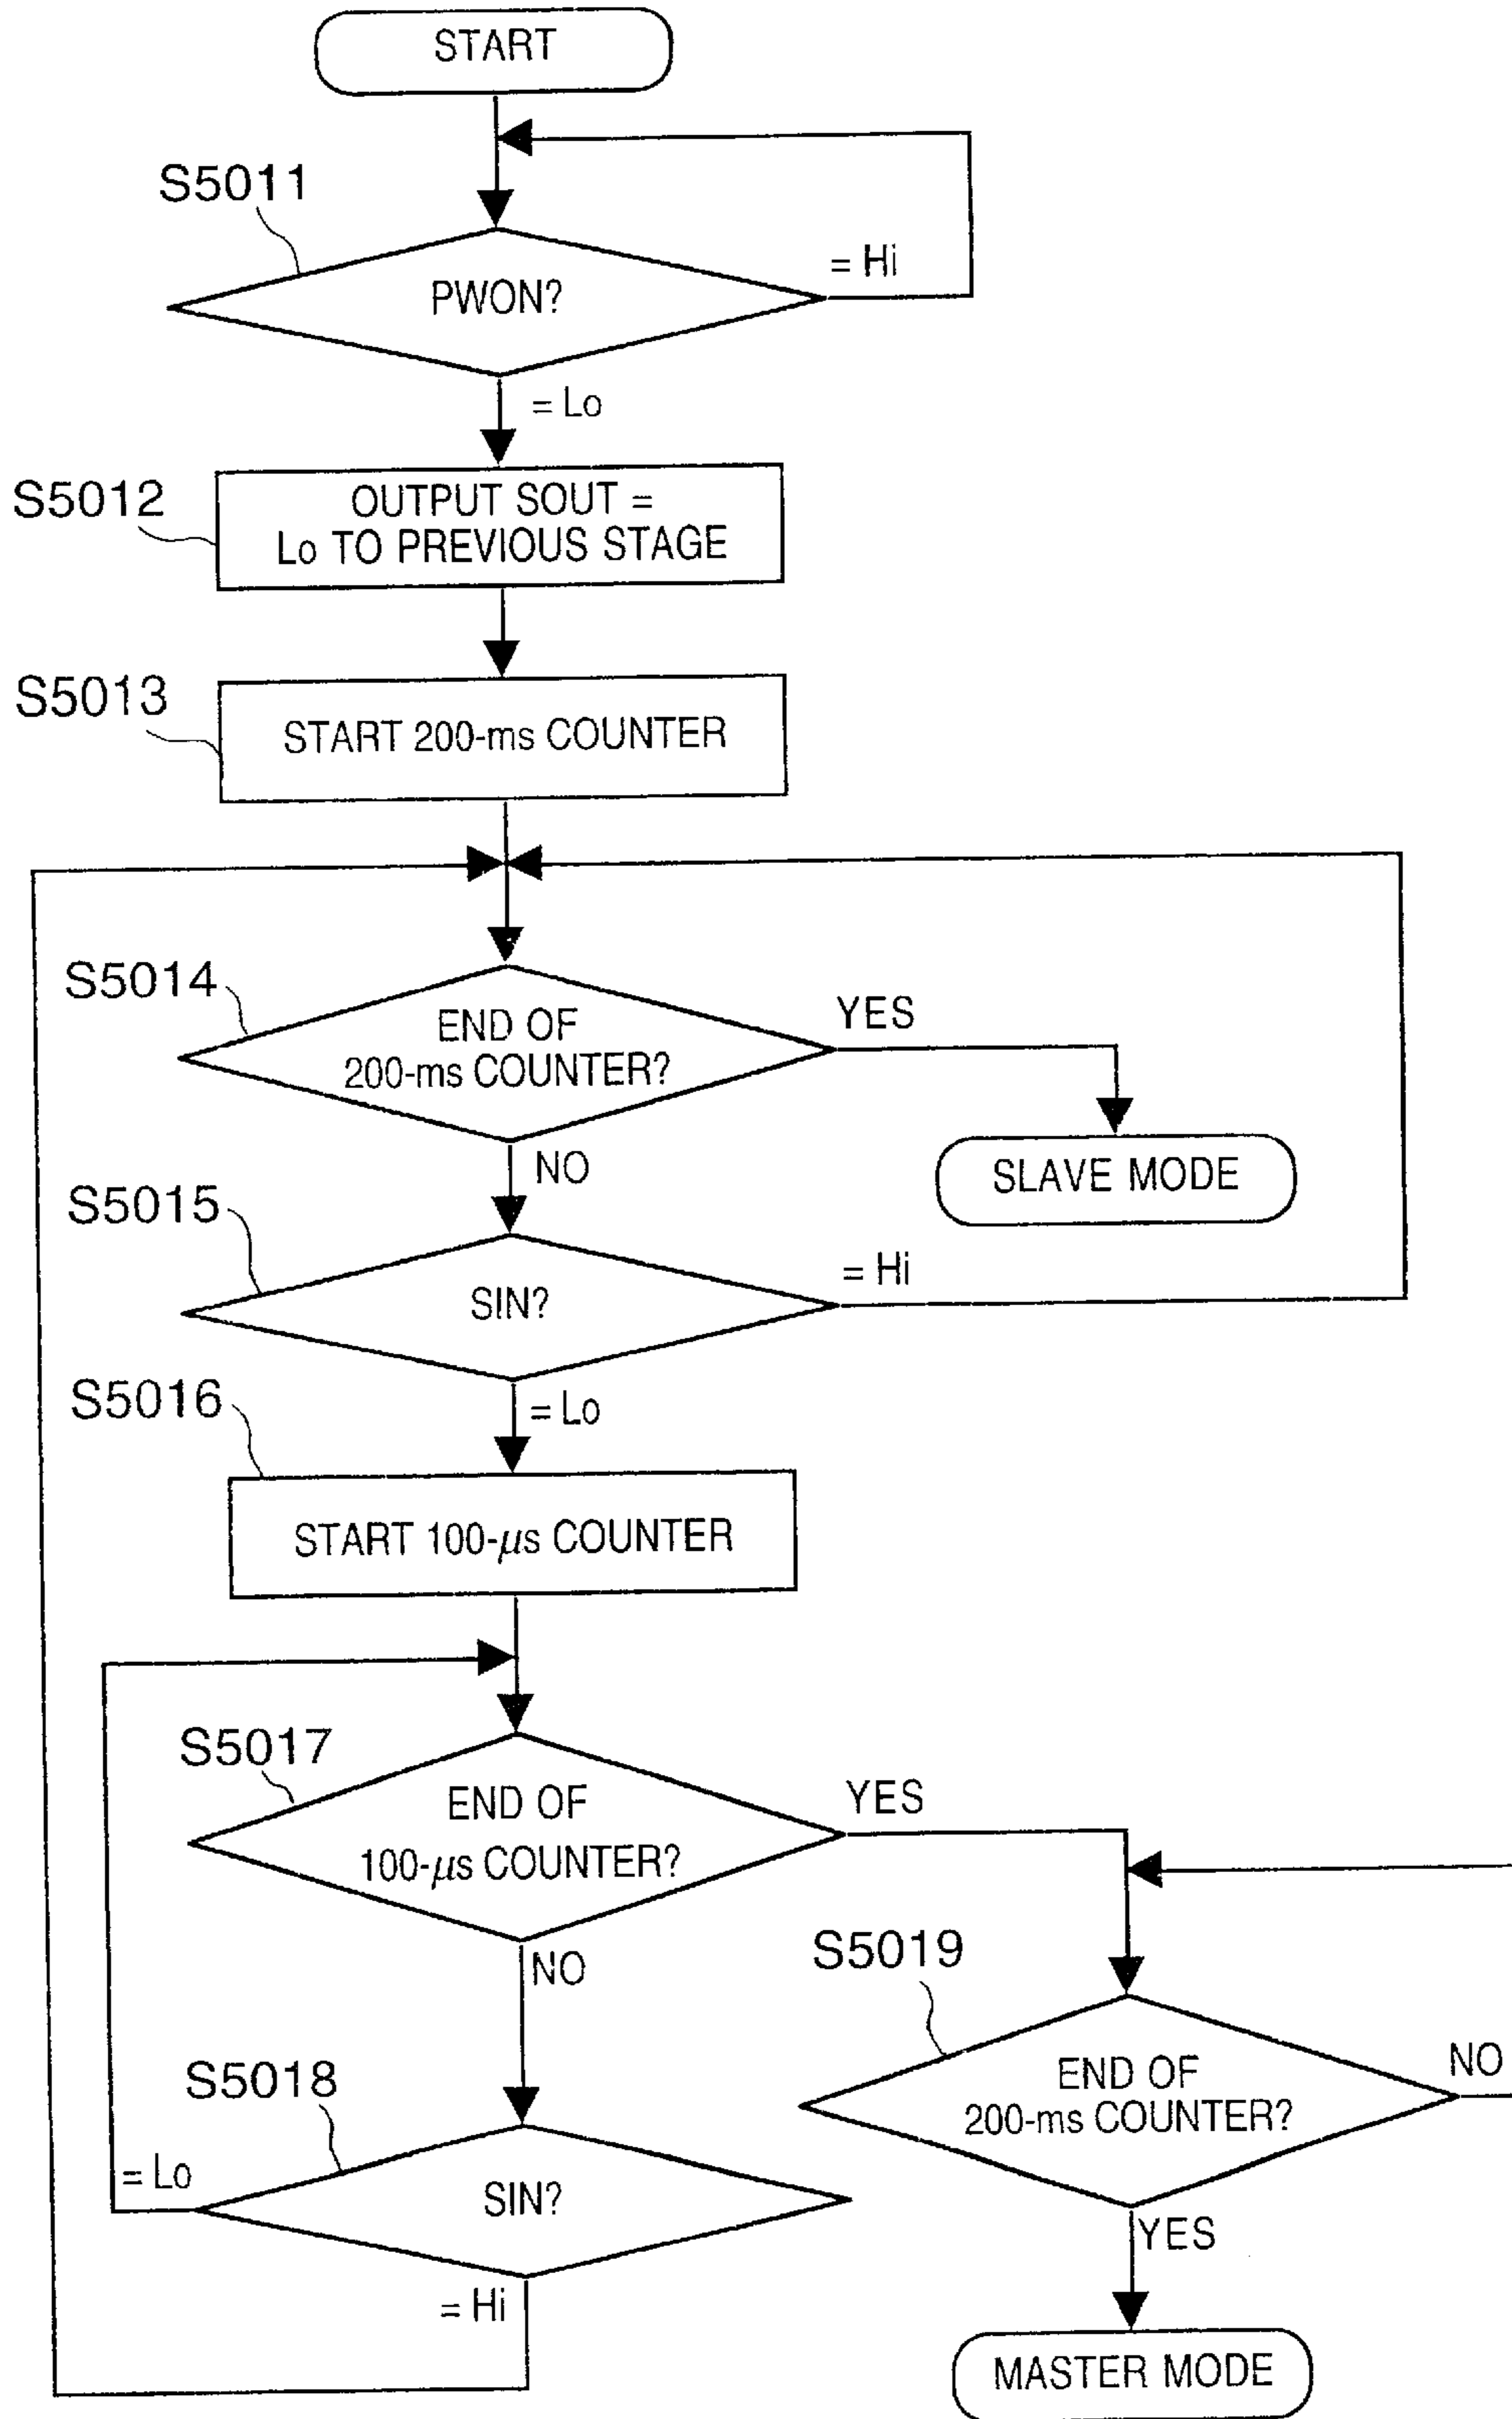 START
S5011
= Hi
PWON?
= Lo
S5012
OUTPUT SOUT =
Lo TO PREVIOUS STAGE
S5013
START 200-ms COUNTER
S5014
END OF
200-ms COUNTER?
YES
NO
SLAVE MODE
S5015
= Hi
SIN?
= Lo
S5016
START 100-μs COUNTER
S5017
END OF
100-μs COUNTER?
YES
NO
S5019
END OF
200-ms COUNTER?
NO
S5018
= Lo
SIN?
= Hi
YES
MASTER MODE